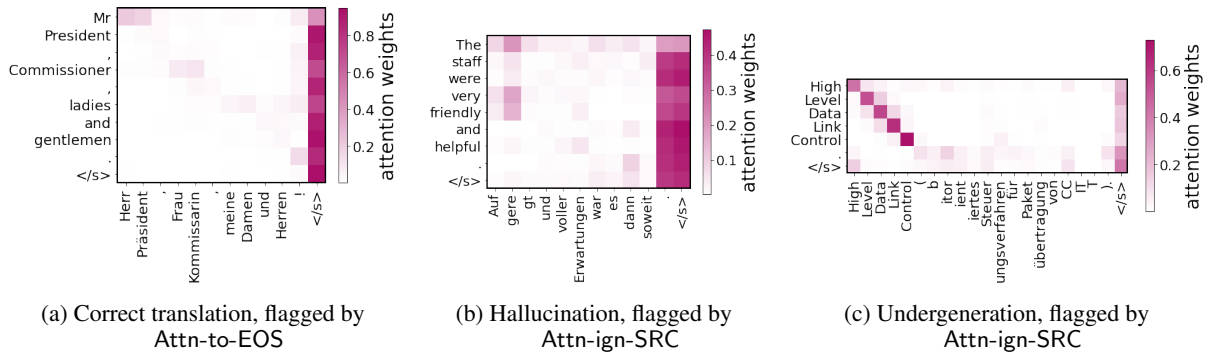 Mr
President
,
Commissioner
,
ladies
and
gentlemen
.
</s>
Herr
Präsident
,
Frau
Kommissarin
,
meine
Damen
und
Herren
!
</s>
0.8
0.6
0.4
0.2
attention weights
(a) Correct translation, flagged by
Attn-to-EOS
The
staff
were
very
friendly
and
helpful
.
</s>
Auf
gere
gt
und
voller
Erwartungen
war
es
dann
soweit
.
</s>
0.4
0.3
0.2
0.1
attention weights
(b) Hallucination, flagged by
Attn-ign-SRC
High
Level
Data
Link
Control
.
</s>
High
Level
Data
Link
Control
(
b
itor
ient
iertes
Steuer
ungsverfahren
für
Paket
übertragung
von
CC
IT
T
).
</s>
0.6
0.4
0.2
attention weights
(c) Undergeneration, flagged by
Attn-ign-SRC